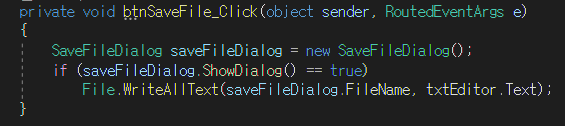 private void btnSaveFile_Click(object sender, RoutedEventArgs e)
{
SaveFileDialog saveFileDialog = new SaveFileDialog();
if (saveFileDialog.ShowDialog() == true)
File.WriteAllText(saveFileDialog.FileName, txtEditor.Text);
}